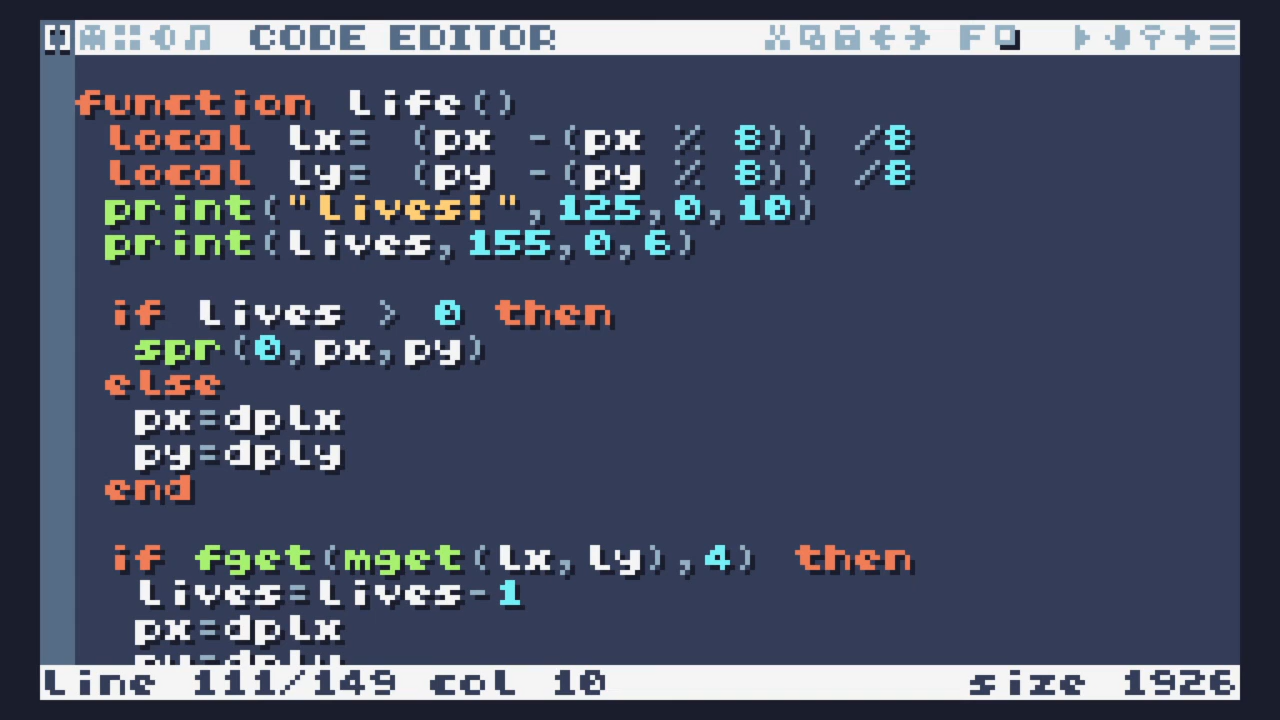 CODE EDITOR F
function Life()
local lx= (px -(px % 8)) /8
local ly= (py -(py % 8)) /8
print("Lives:",125,0,10)
print(lives,155,0,6)
if lives > 0 then
spr(0,px,py)
else
px=dplx
py=dply
end
if fget(mget(lx,ly),4) then
lives=lives-1
px=dplx
py=dply
line 111/149 col 10 size 1926